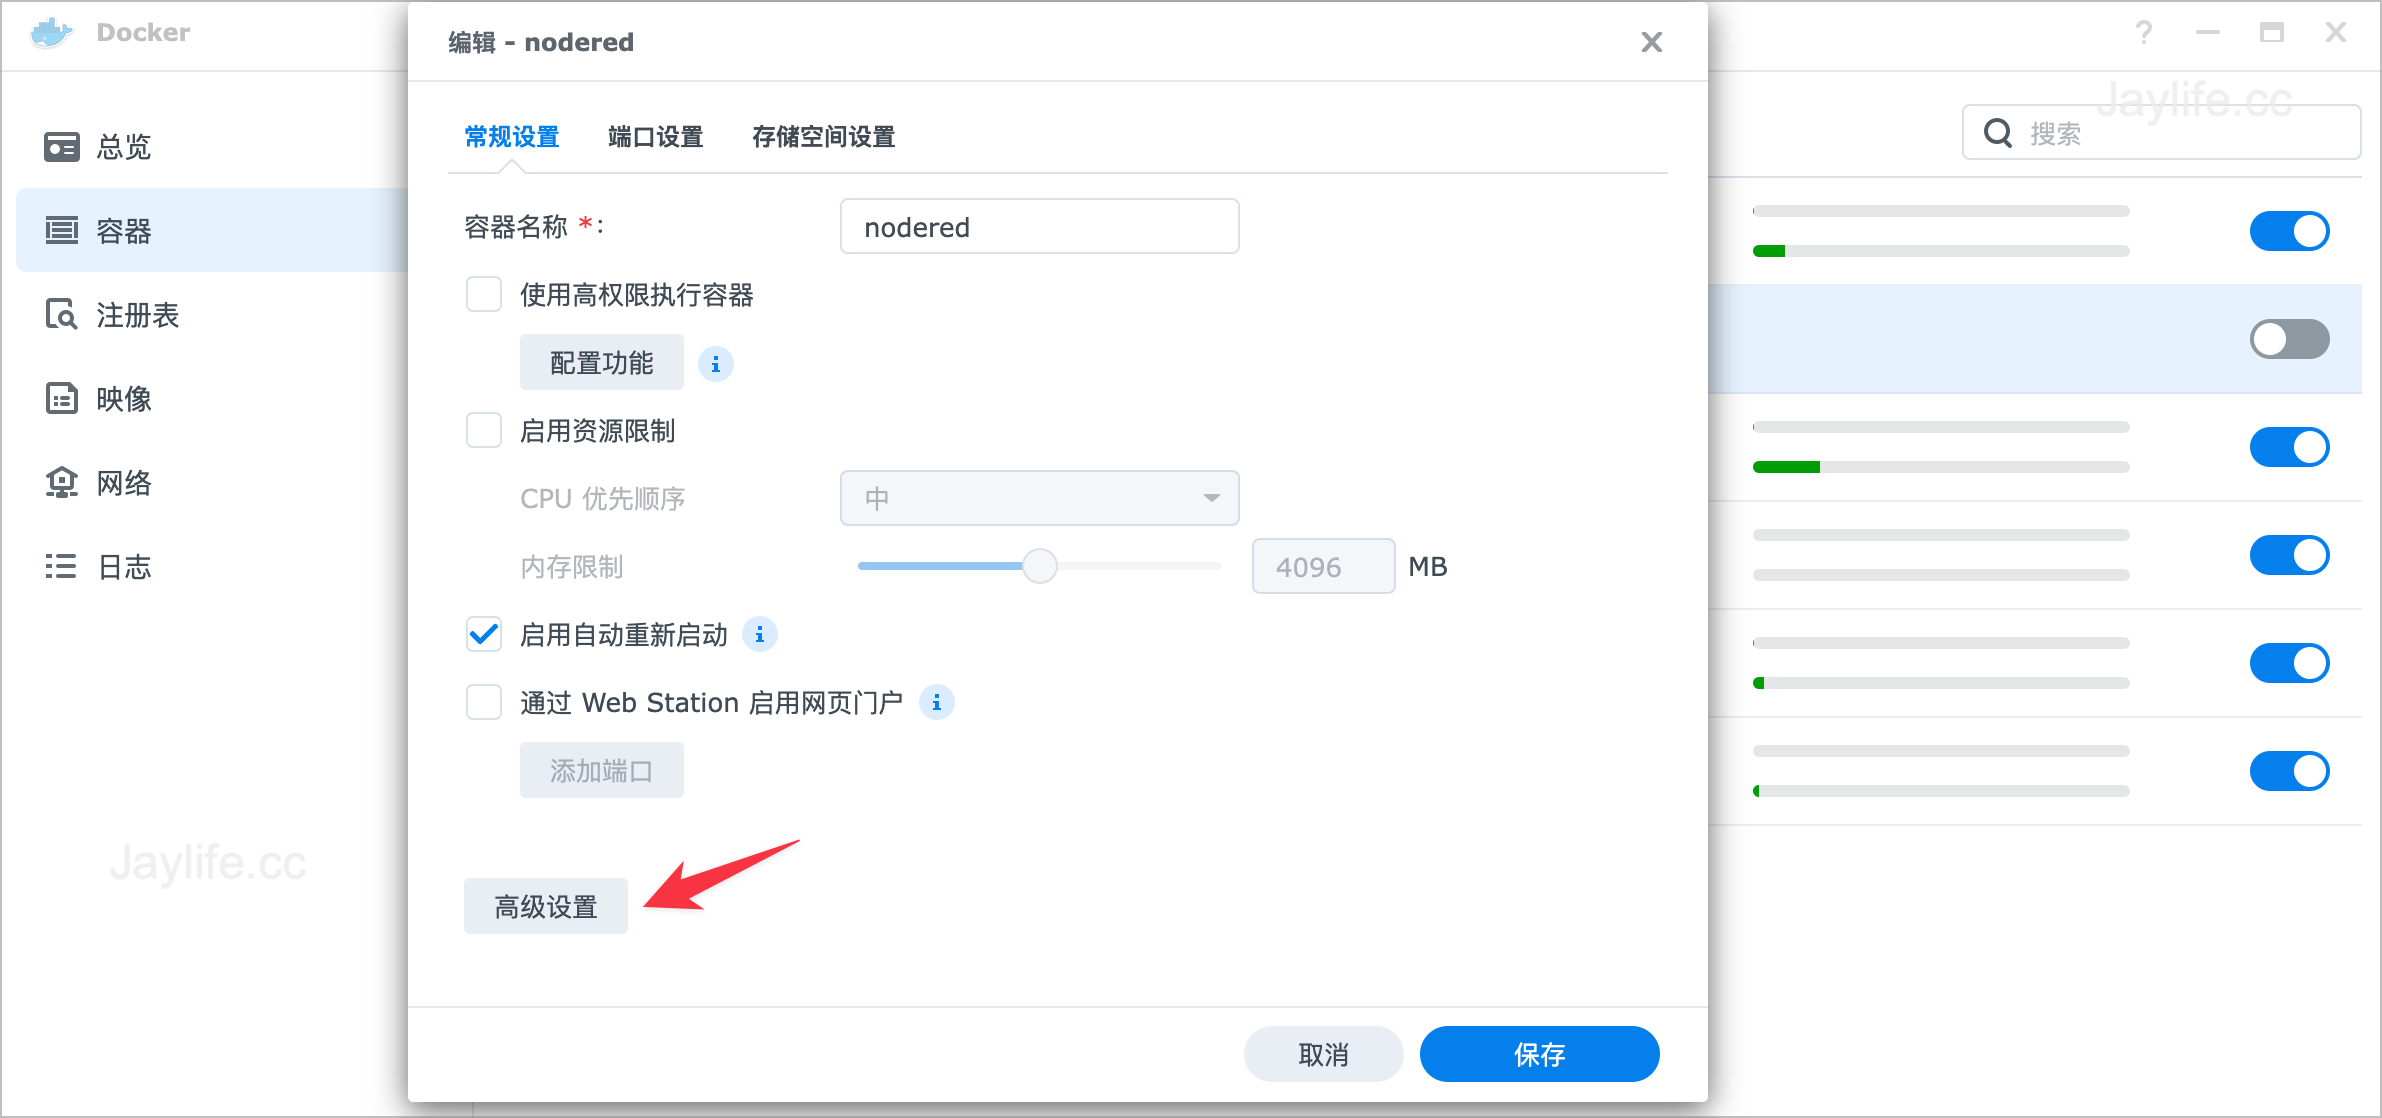 Docker
编辑 - nodered
总览
容器
注册表
映像
网络
日志
常规设置 端口设置 存储空间设置
容器名称 *:
nodered
使用高权限执行容器
配置功能
启用资源限制
CPU 优先顺序
中
内存限制
4096 MB
启用自动重新启动
通过 Web Station 启用网页门户
添加端口
高级设置
取消
保存
搜索
Jaylife.cc
Jaylife.cc